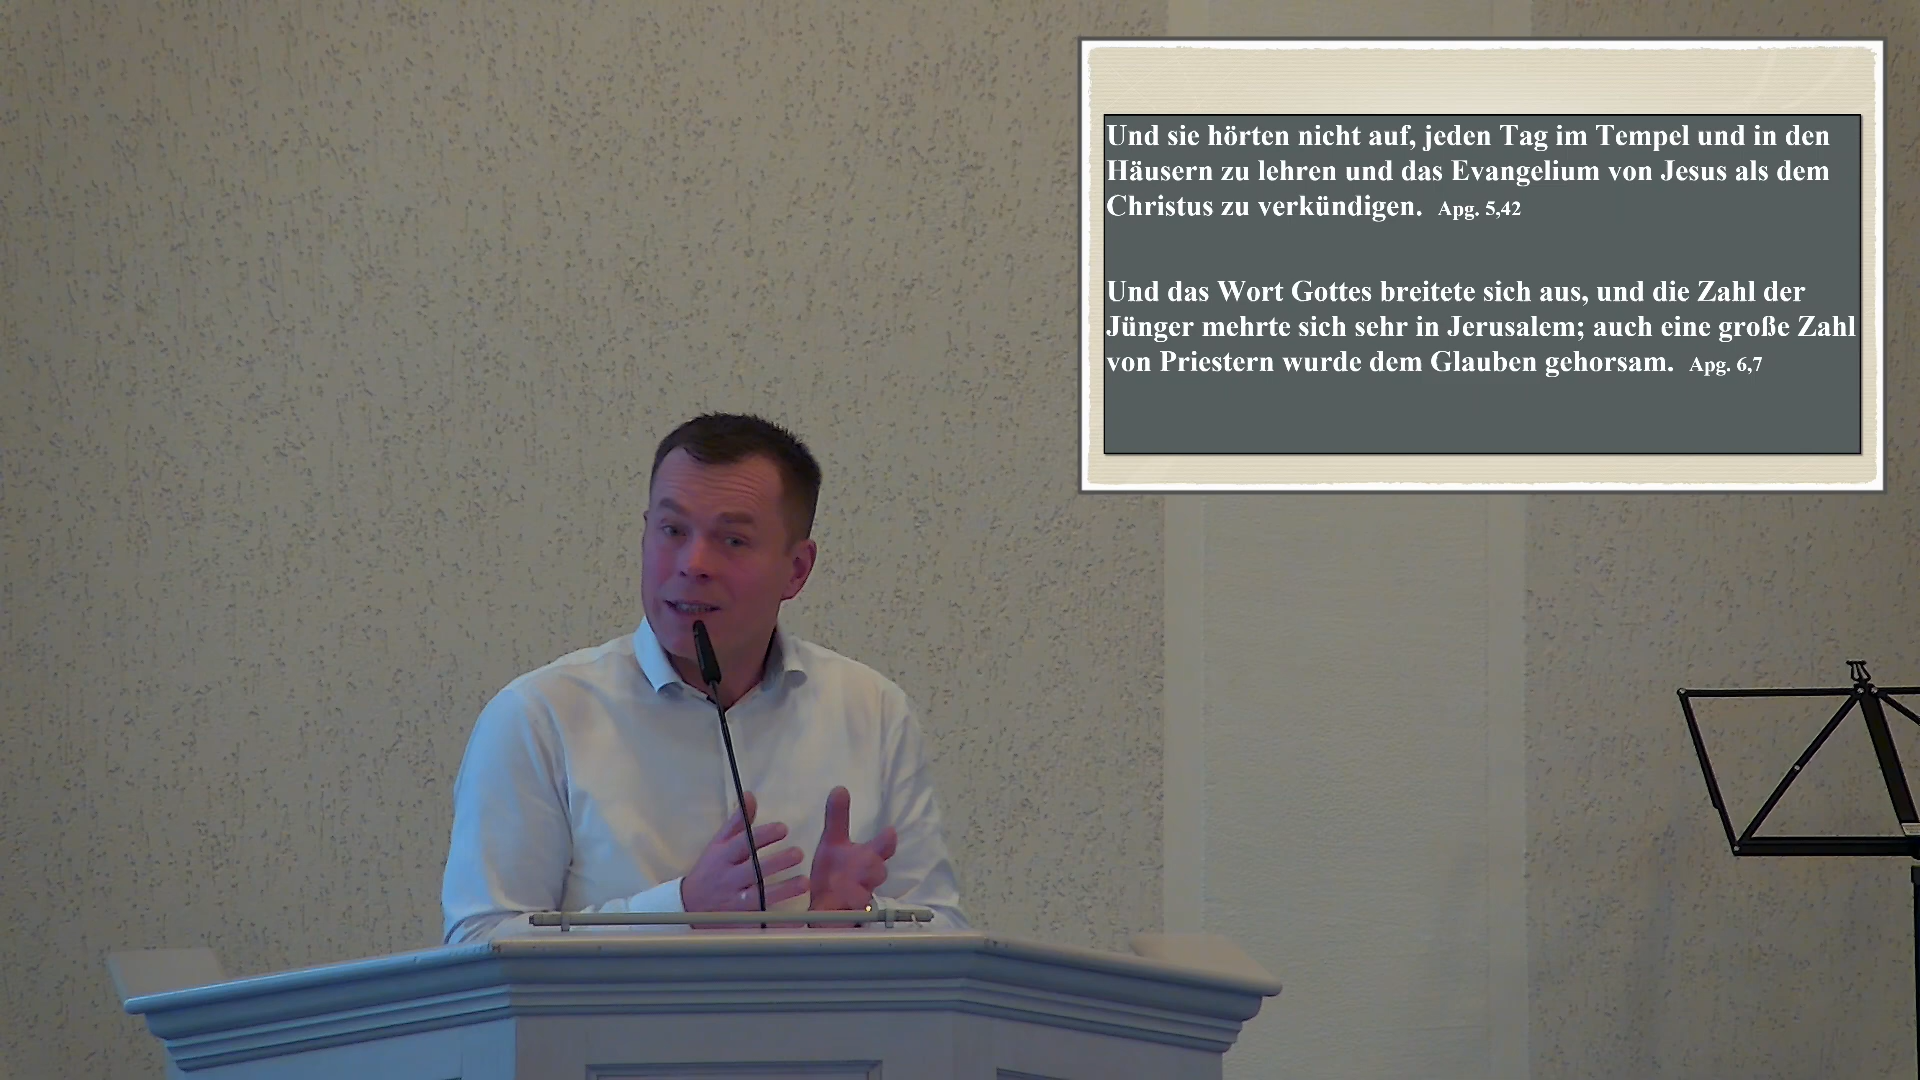 Und sie hörten nicht auf, jeden Tag im Tempel und in den
Häusern zu lehren und das Evangelium von Jesus als dem
Christus zu verkündigen. Apg. 5,42
Und das Wort Gottes breitete sich aus, und die Zahl der
Jünger mehrte sich sehr in Jerusalem; auch eine große Zahl
von Priestern wurde dem Glauben gehorsam. Apg. 6,7